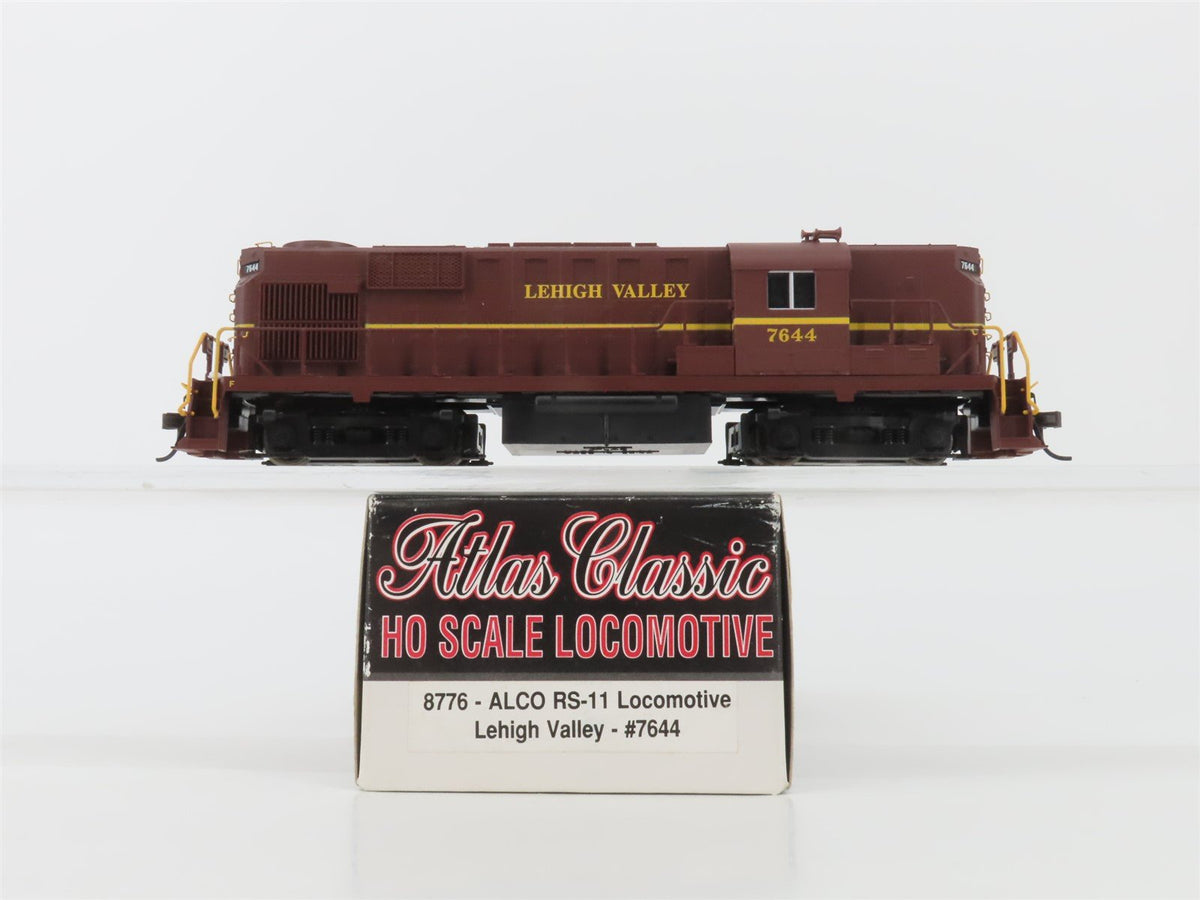 7644
7644
LEHIGH VALLEY
7644
F
Atlas Classic
HO SCALE LOCOMOTIVE
8776 - ALCO RS-11 Locomotive
Lehigh Valley - #7644